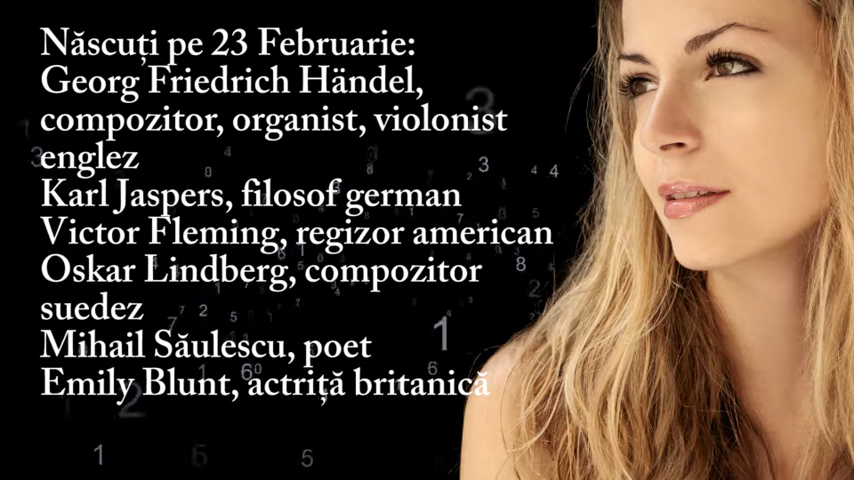 Născuți pe 23 Februarie:
Georg Friedrich Händel,
compozitor, organist, violonist
englez
Karl Jaspers, filosof german
Victor Fleming, regizor american
Oskar Lindberg, compozitor
suedez
Mihail Săulescu, poet
Emily Blunt, actriță britanică